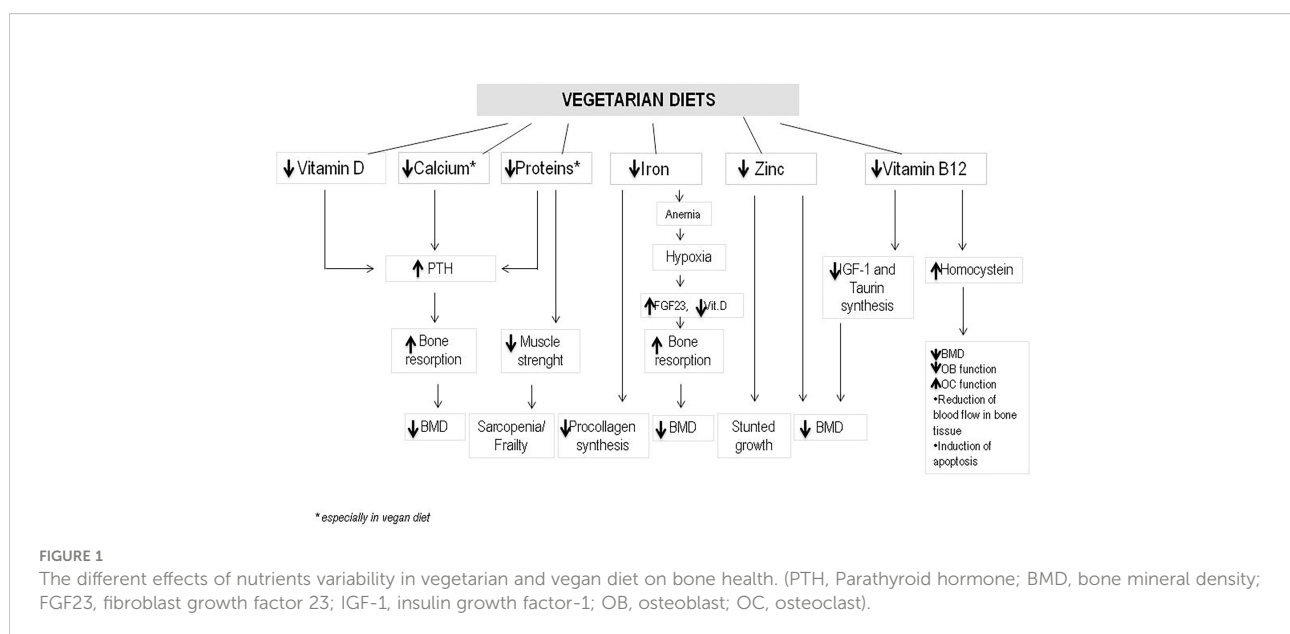 VEGETARIAN DIETS
↓Vitamin D
↓Calcium*
↓Proteins*
↓Iron
↓ Zinc
↓Vitamin B12
Anemia
Hypoxia
↑PTH
↓IGF-1 and
Taurin
synthesis
↑Homocystein
↑FGF23, ↓Vit.D
↑Bone
resorption
↓ Muscle
strenght
↑ Bone
resorption
↓BMD
↓OB function
↑OC function
•Reduction of
blood flow in bone
tissue
•Induction of
apoptosis
↓BMD
Sarcopenia/
Frailty
↓Procollagen
synthesis
↓BMD
Stunted
growth
↓ BMD
* especially in vegan diet
FIGURE 1
The different effects of nutrients variability in vegetarian and vegan diet on bone health. (PTH, Parathyroid hormone; BMD, bone mineral density;
FGF23, fibroblast growth factor 23; IGF-1, insulin growth factor-1; OB, osteoblast; OC, osteoclast).